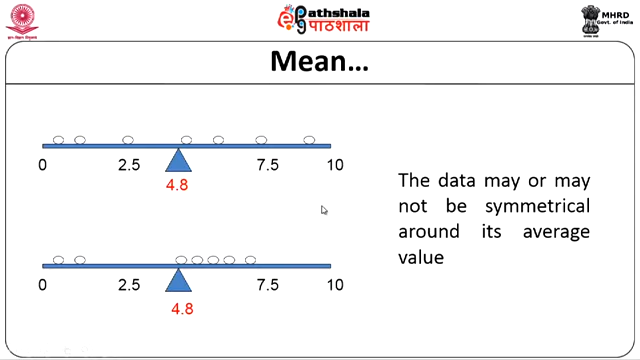 ePathshala
पाठशाला
MHRD
Govt. of India
Mean…
0 2.5 7.5 10
4.8
The data may or may
not be symmetrical
around its average
value
0 2.5 7.5 10
4.8